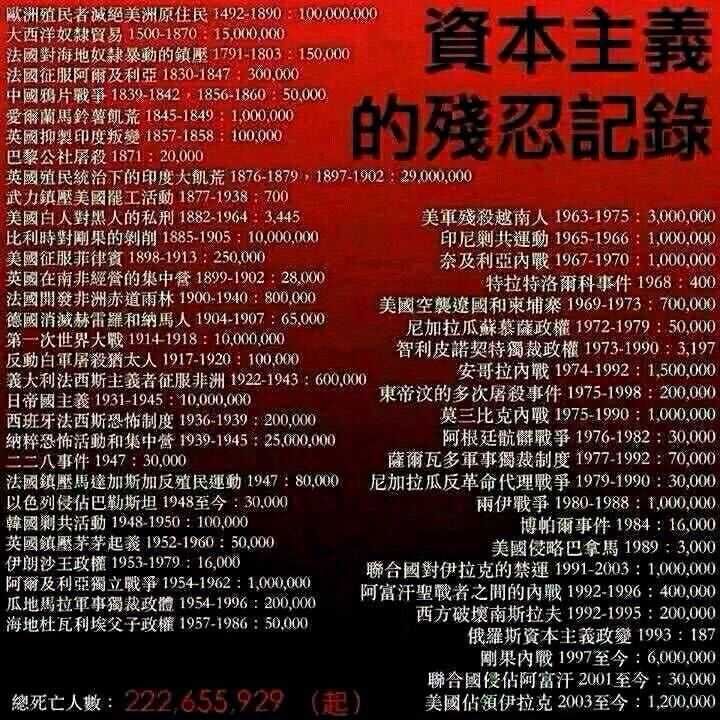 資本主義
的殘忍記錄
歐洲殖民者滅絕美洲原住民 1492-1890：100,000,000
大西洋奴隸貿易 1500-1870：15,000,000
法國對海地奴隸暴動的鎮壓 1791-1803：150,000
法國征服阿爾及利亞 1830-1847：300,000
中國鴉片戰爭 1839-1842，1856-1860：50,000
愛爾蘭馬鈴薯飢荒 1845-1849：1,000,000
英國抑製印度叛變 1857-1858：100,000
巴黎公社屠殺 1871：20,000
英國殖民統治下的印度大飢荒 1876-1879，1897-1902：29,000,000
武力鎮壓美國罷工活動 1877-1938：700
美國白人對黑人的私刑 1882-1964：3,445
比利時對剛果的剝削 1885-1905：10,000,000
美國征服菲律賓 1898-1913：250,000
英國在南非經營的集中營 1899-1902：28,000
法國開發非洲赤道雨林 1900-1940：800,000
德國消滅赫雷羅和納馬人 1904-1907：65,000
第一次世界大戰 1914-1918：10,000,000
反動白軍屠殺猶太人 1917-1920：100,000
義大利法西斯主義者征服非洲 1922-1943：600,000
日帝國主義 1931-1945：10,000,000
西班牙法西斯恐怖制度 1936-1939：200,000
納粹恐怖活動和集中營 1939-1945：25,000,000
二二八事件 1947：30,000
法國鎮壓馬達加斯加反殖民運動 1947：80,000
以色列侵佔巴勒斯坦 1948至今：30,000
韓國剿共活動 1948-1950：100,000
英國鎮壓茅茅起義 1952-1960：50,000
伊朗沙王政權 1953-1979：16,000
阿爾及利亞獨立戰爭 1954-1962：1,000,000
瓜地馬拉軍事獨裁政體 1954-1996：200,000
海地杜瓦利埃父子政權 1957-1986：50,000
美軍殘殺越南人 1963-1975：3,000,000
印尼剿共運動 1965-1966：1,000,000
奈及利亞內戰 1967-1970：1,000,000
特拉特洛爾科事件 1968：400
美國空襲遼國和柬埔寨 1969-1973：700,000
尼加拉瓜蘇慕薩政權 1972-1979：50,000
智利皮諾契特獨裁政權 1973-1990：3,197
安哥拉內戰 1974-1992：1,500,000
東帝汶的多次屠殺事件 1975-1998：200,000
莫三比克內戰 1975-1990：1,000,000
阿根廷骯髒戰爭 1976-1982：30,000
薩爾瓦多軍事獨裁制度 1977-1992：70,000
尼加拉瓜反革命代理戰爭 1979-1990：30,000
兩伊戰爭 1980-1988：1,000,000
博帕爾事件 1984：16,000
美國侵略巴拿馬 1989：3,000
聯合國對伊拉克的禁運 1991-2003：1,000,000
阿富汗聖戰者之間的內戰 1992-1996：400,000
西方破壞南斯拉夫 1992-1995：200,000
俄羅斯資本主義政變 1993：187
剛果內戰 1997至今：6,000,000
聯合國侵佔阿富汗 2001至今：30,000
美國佔領伊拉克 2003至今：1,200,000
總死亡人數：222,655,929 （起）